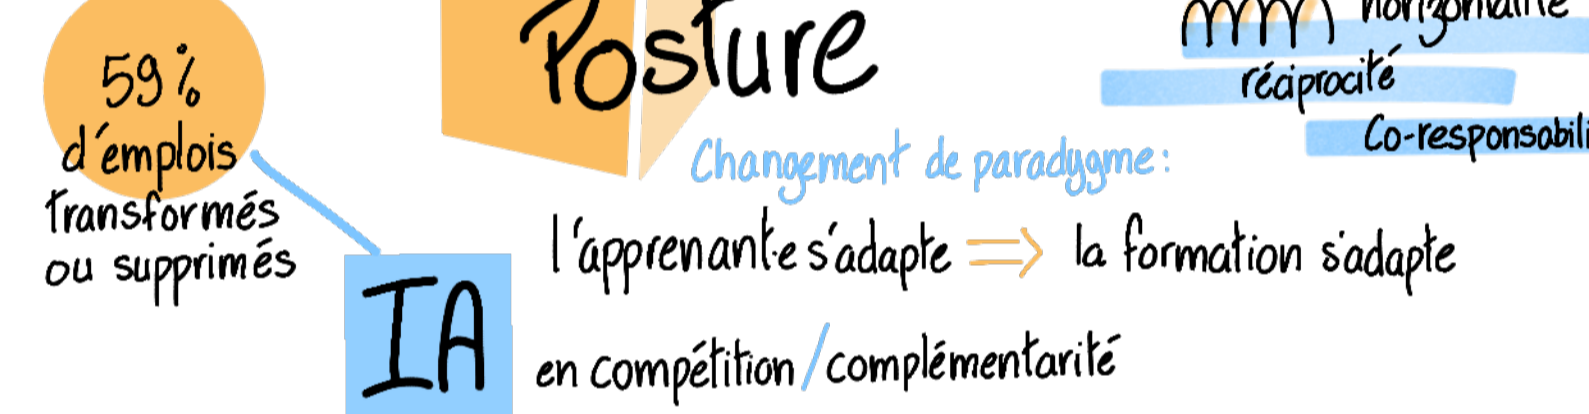 59%
d'emplois
transformés
ou supprimés
IA
Posture
Changement de paradygme:
l'apprenant·e s'adapte ⇒ la formation s'adapte
en compétition/complémentarité
horizontalité
réciprocité
Co-responsabili